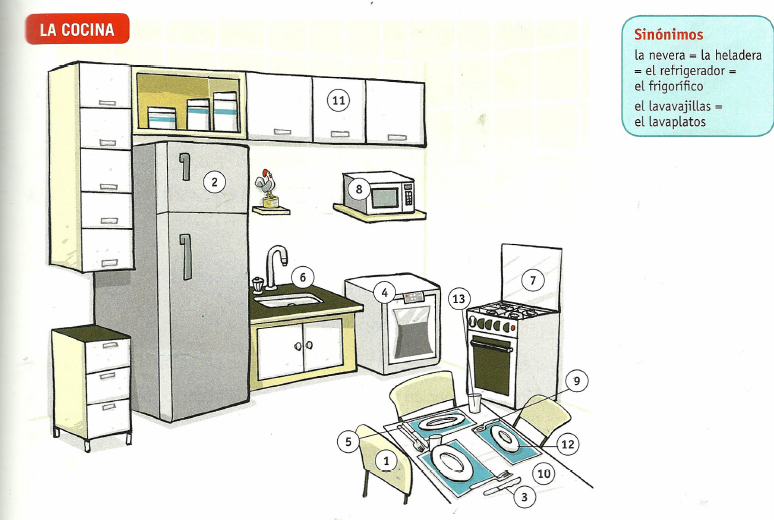 LA COCINA
Sinónimos
la nevera = la heladera
= el refrigerador =
el frigorífico
el lavavajillas =
el lavaplatos
11
2
8
6
4
7
13
9
5
12
1
10
3